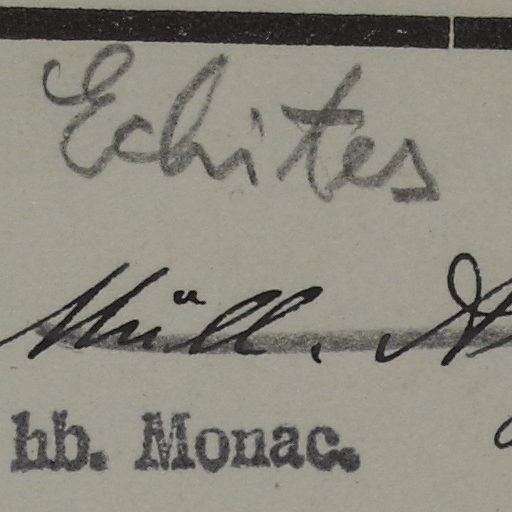 Echites
Müll. A
hb. Monac.